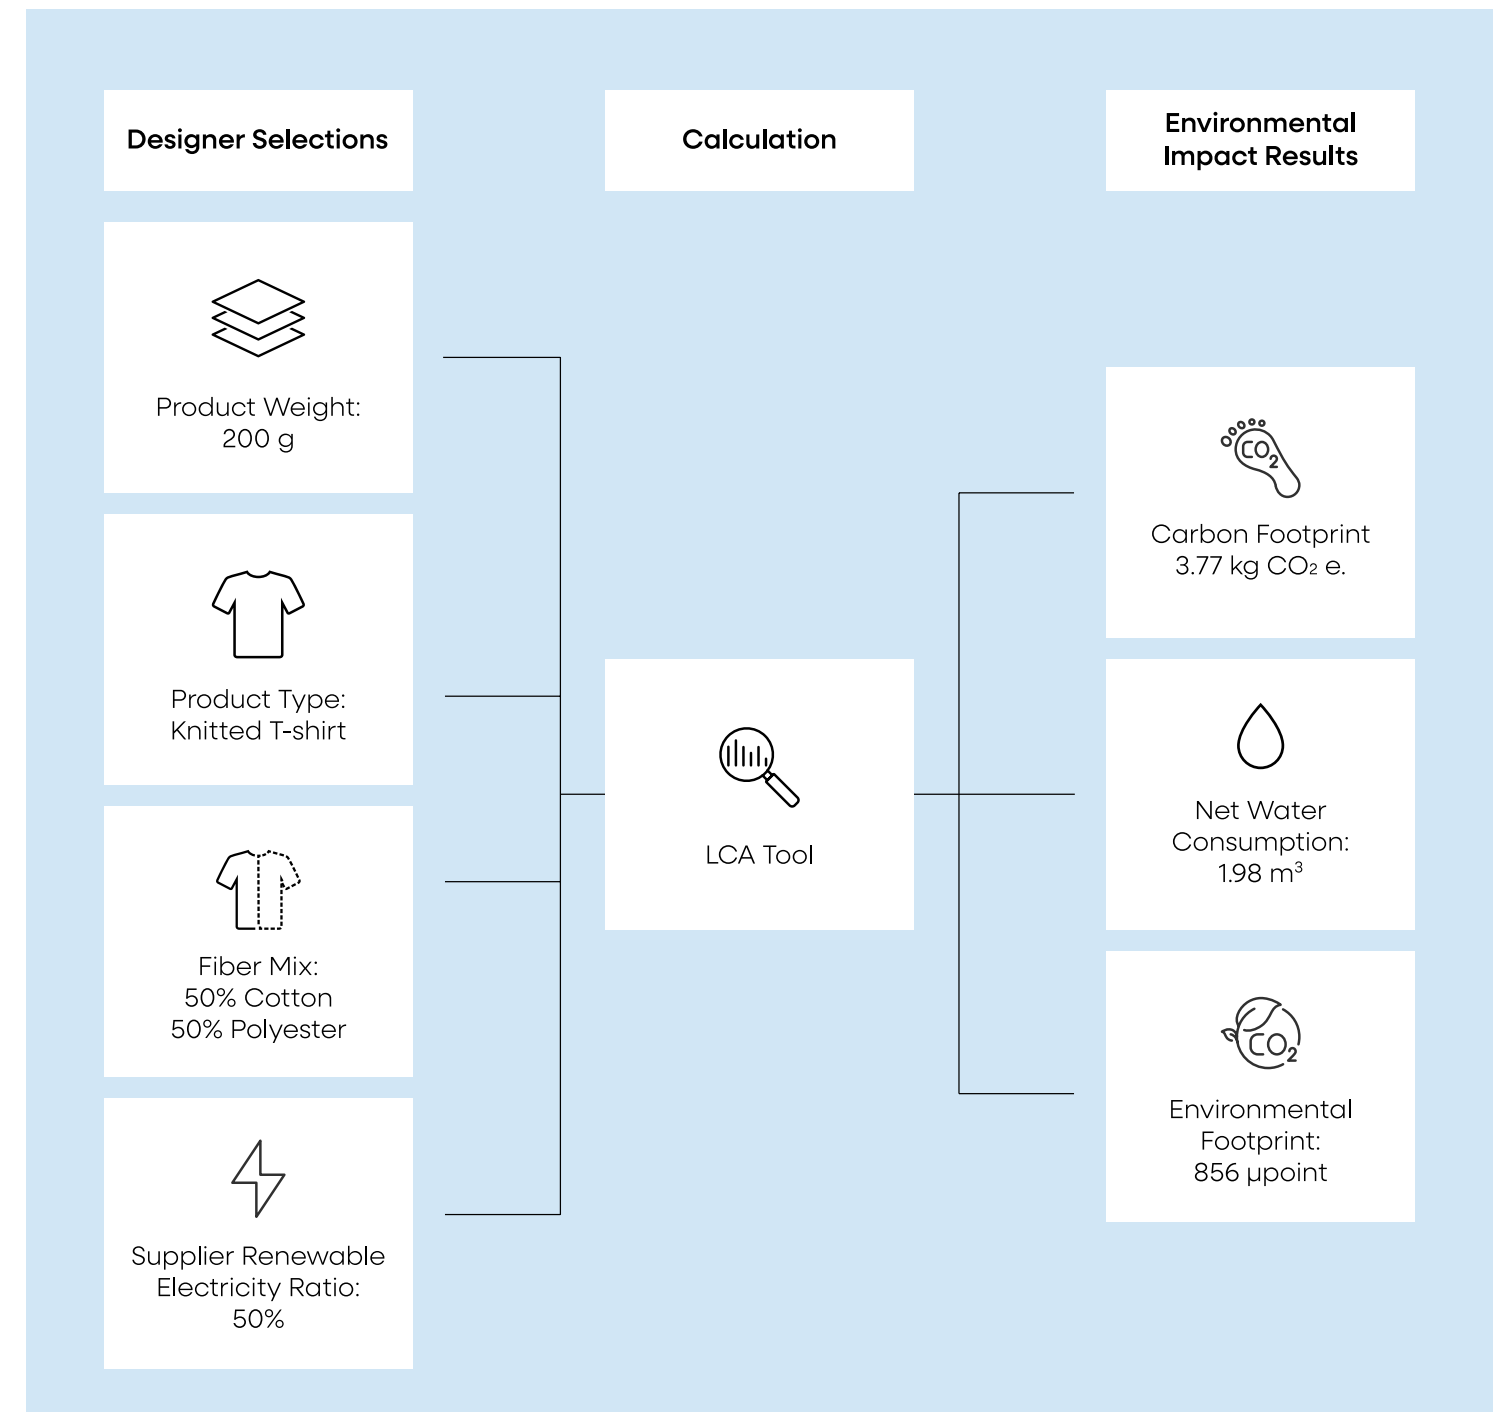 Designer Selections
Calculation
Environmental
Impact Results
Product Weight:
200 g
Product Type:
Knitted T-shirt
Fiber Mix:
50% Cotton
50% Polyester
Supplier Renewable
Electricity Ratio:
50%
LCA Tool
CO₂
Carbon Footprint
3.77 kg CO₂ e.
Net Water
Consumption:
1.98 m³
CO₂
Environmental
Footprint:
856 µpoint